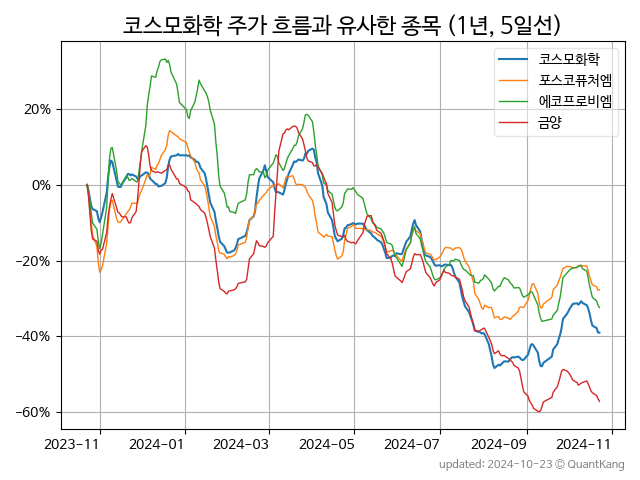 코스모화학 주가 흐름과 유사한 종목 (1년, 5일선)
코스모화학
포스코퓨처엠
에코프로비엠
금양
20%
0%
−20%
−40%
−60%
2023−11 2024−01 2024−03 2024−05 2024−07 2024−09 2024−11
updated: 2024-10-23 © QuantKang